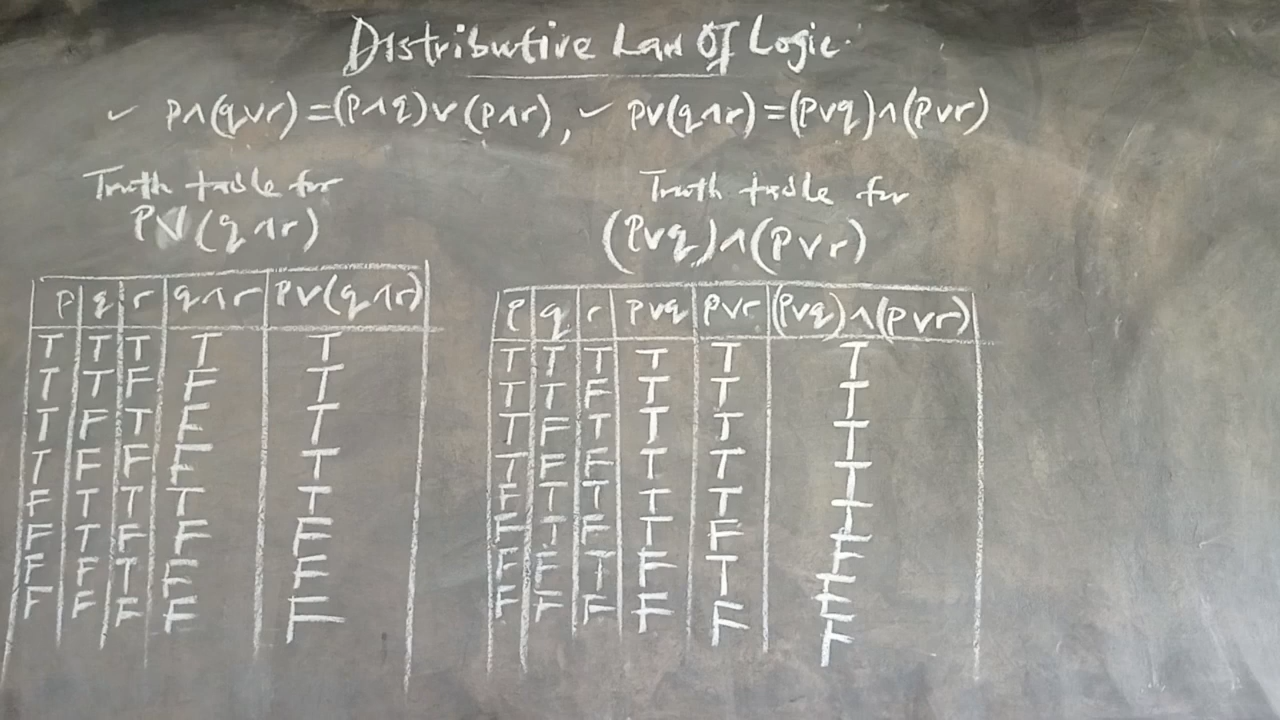 Distributive Law Of Logic.
✓ p∧(q∨r)=(p∧q)∨(p∧r), ✓ p∨(q∧r)=(p∨q)∧(p∨r)
Truth table for
P∨(q∧r)
p q r q∧r p∨(q∧r)
T T T T T
T T F F T
T F T F T
T F F F T
F T T T T
F T F F F
F F T F F
F F F F F
Truth table for
(P∨q)∧(p∨r)
p q r p∨q p∨r (p∨q)∧(p∨r)
T T T T T T
T T F T T T
T F T T T T
T F F T T T
F T T T T T
F T F T F F
F F T F T F
F F F F F F